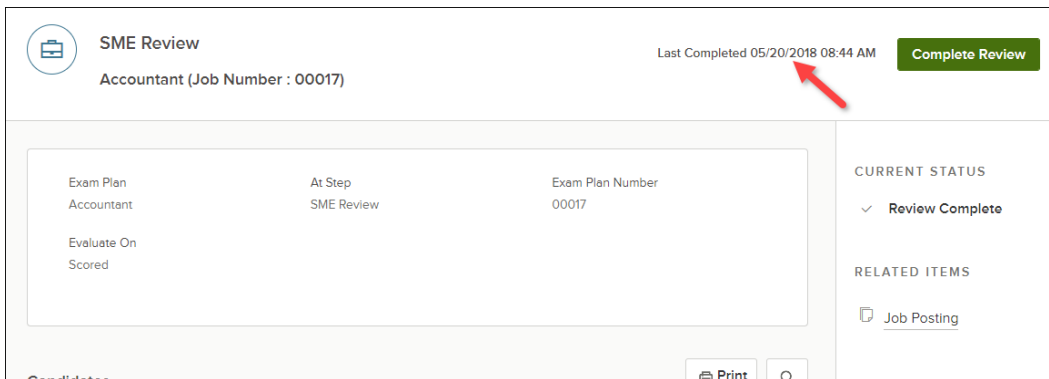 SME Review
Accountant (Job Number : 00017)
Last Completed 05/20/2018 08:44 AM
Complete Review
Exam Plan
Accountant
At Step
SME Review
Exam Plan Number
00017
Evaluate On
Scored
CURRENT STATUS
Review Complete
RELATED ITEMS
Job Posting
Candidates
Print